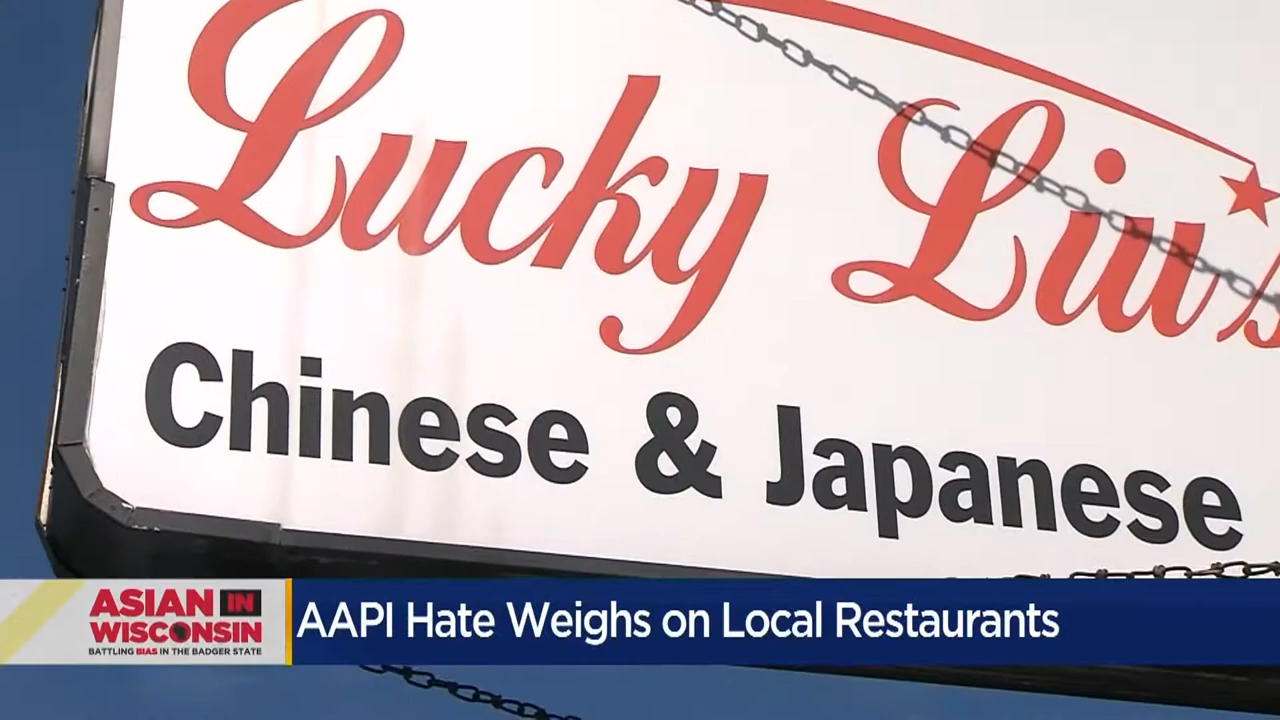 Lucky Liu's
Chinese & Japanese
ASIAN IN
WISCONSIN
BATTLING BIAS IN THE BADGER STATE
AAPI Hate Weighs on Local Restaurants